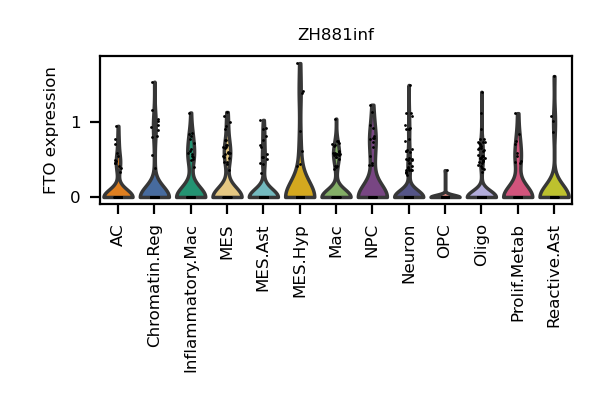 ZH881inf
FTO expression
1
0
AC
Chromatin.Reg
Inflammatory.Mac
MES
MES.Ast
MES.Hyp
Mac
NPC
Neuron
OPC
Oligo
Prolif.Metab
Reactive.Ast